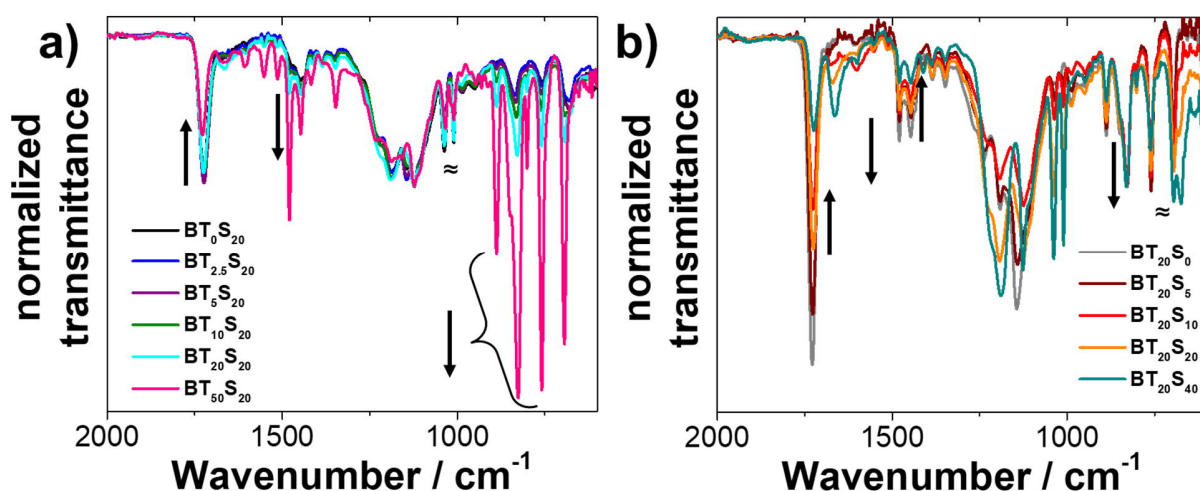 a)
normalized
transmittance
BT₀S₂₀
BT₂.₅S₂₀
BT₅S₂₀
BT₁₀S₂₀
BT₂₀S₂₀
BT₅₀S₂₀
≈
2000 1500 1000
Wavenumber / cm⁻¹
b)
normalized
transmittance
BT₂₀S₀
BT₂₀S₅
BT₂₀S₁₀
BT₂₀S₂₀
BT₂₀S₄₀
≈
2000 1500 1000
Wavenumber / cm⁻¹